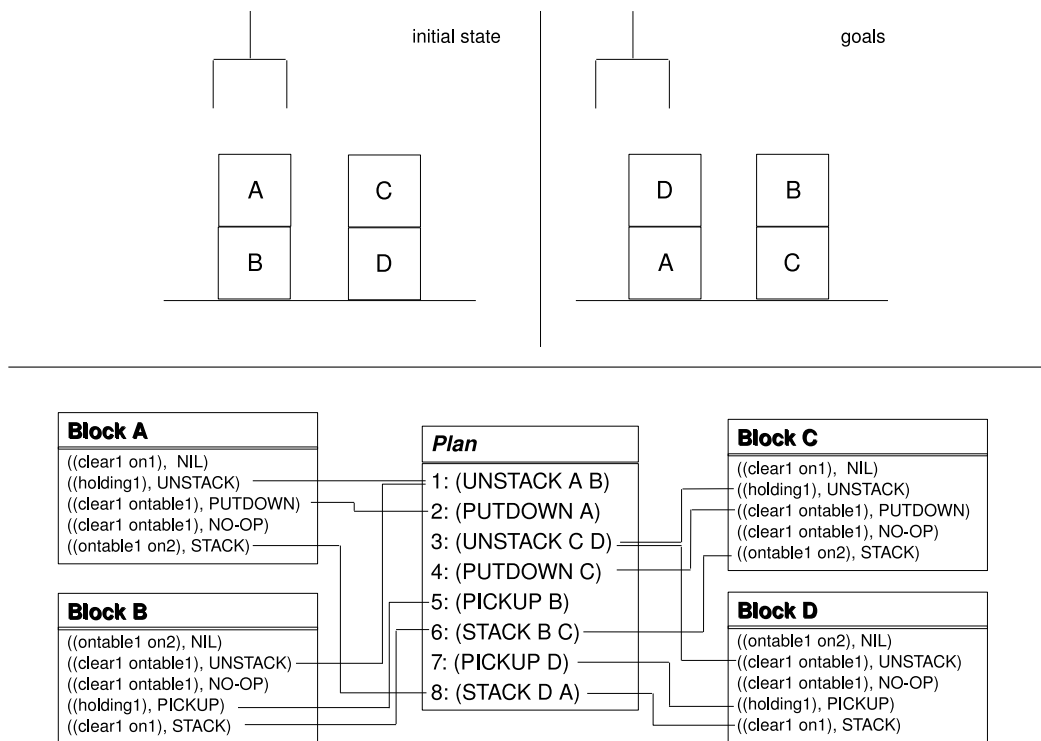 initial state
goals
A
C
B
D
D
B
A
C
Block A
((clear1 on1), NIL)
((holding1), UNSTACK)
((clear1 ontable1), PUTDOWN)
((clear1 ontable1), NO-OP)
((ontable1 on2), STACK)
Block B
((ontable1 on2), NIL)
((clear1 ontable1), UNSTACK)
((clear1 ontable1), NO-OP)
((holding1), PICKUP)
((clear1 on1), STACK)
Plan
1: (UNSTACK A B)
2: (PUTDOWN A)
3: (UNSTACK C D)
4: (PUTDOWN C)
5: (PICKUP B)
6: (STACK B C)
7: (PICKUP D)
8: (STACK D A)
Block C
((clear1 on1), NIL)
((holding1), UNSTACK)
((clear1 ontable1), PUTDOWN)
((clear1 ontable1), NO-OP)
((ontable1 on2), STACK)
Block D
((ontable1 on2), NIL)
((clear1 ontable1), UNSTACK)
((clear1 ontable1), NO-OP)
((holding1), PICKUP)
((clear1 on1), STACK)